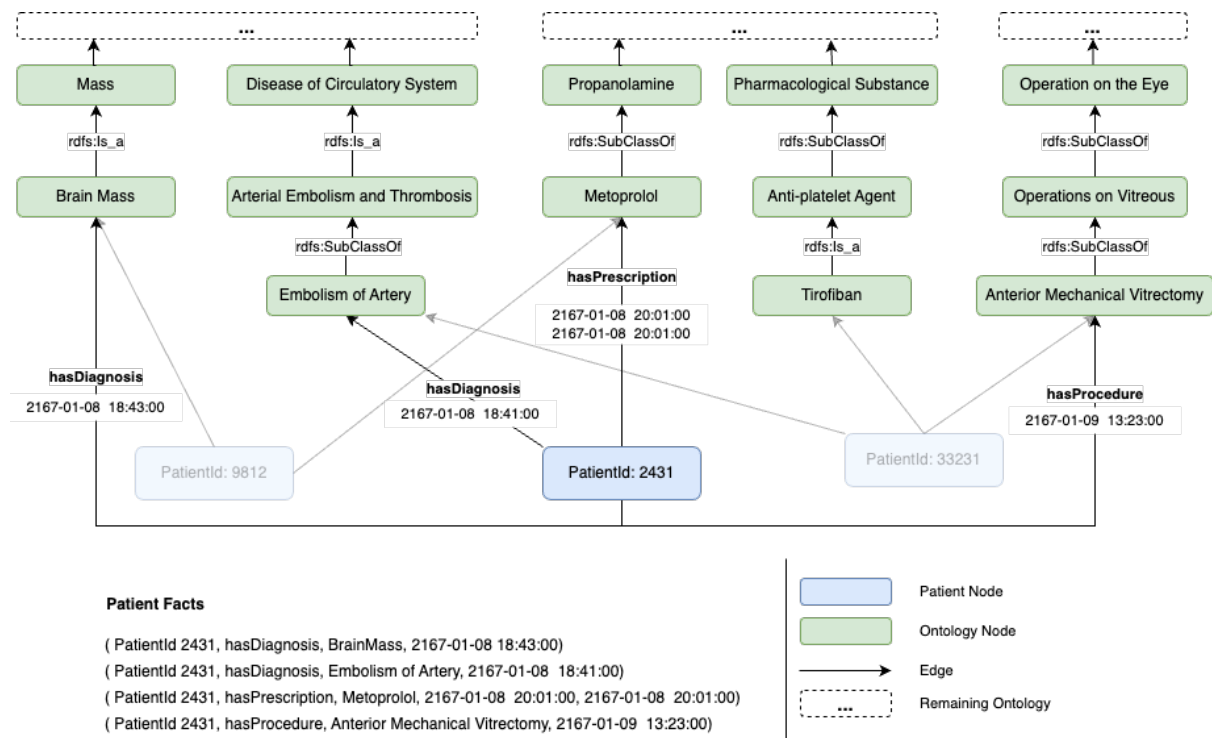 ... ... ...
Mass Disease of Circulatory System Propanolamine Pharmacological Substance Operation on the Eye
rdfs:Is_a rdfs:Is_a rdfs:SubClassOf rdfs:SubClassOf rdfs:SubClassOf
Brain Mass Arterial Embolism and Thrombosis Metoprolol Anti-platelet Agent Operations on Vitreous
rdfs:SubClassOf rdfs:Is_a rdfs:SubClassOf
hasPrescription
Embolism of Artery Tirofiban Anterior Mechanical Vitrectomy
2167-01-08 20:01:00
2167-01-08 20:01:00
hasDiagnosis hasDiagnosis hasProcedure
2167-01-08 18:43:00 2167-01-08 18:41:00 2167-01-09 13:23:00
PatientId: 9812 PatientId: 2431 PatientId: 33231
Patient Facts
( PatientId 2431, hasDiagnosis, BrainMass, 2167-01-08 18:43:00)
( PatientId 2431, hasDiagnosis, Embolism of Artery, 2167-01-08 18:41:00)
( PatientId 2431, hasPrescription, Metoprolol, 2167-01-08 20:01:00, 2167-01-08 20:01:00)
( PatientId 2431, hasProcedure, Anterior Mechanical Vitrectomy, 2167-01-09 13:23:00)
Patient Node
Ontology Node
Edge
... Remaining Ontology